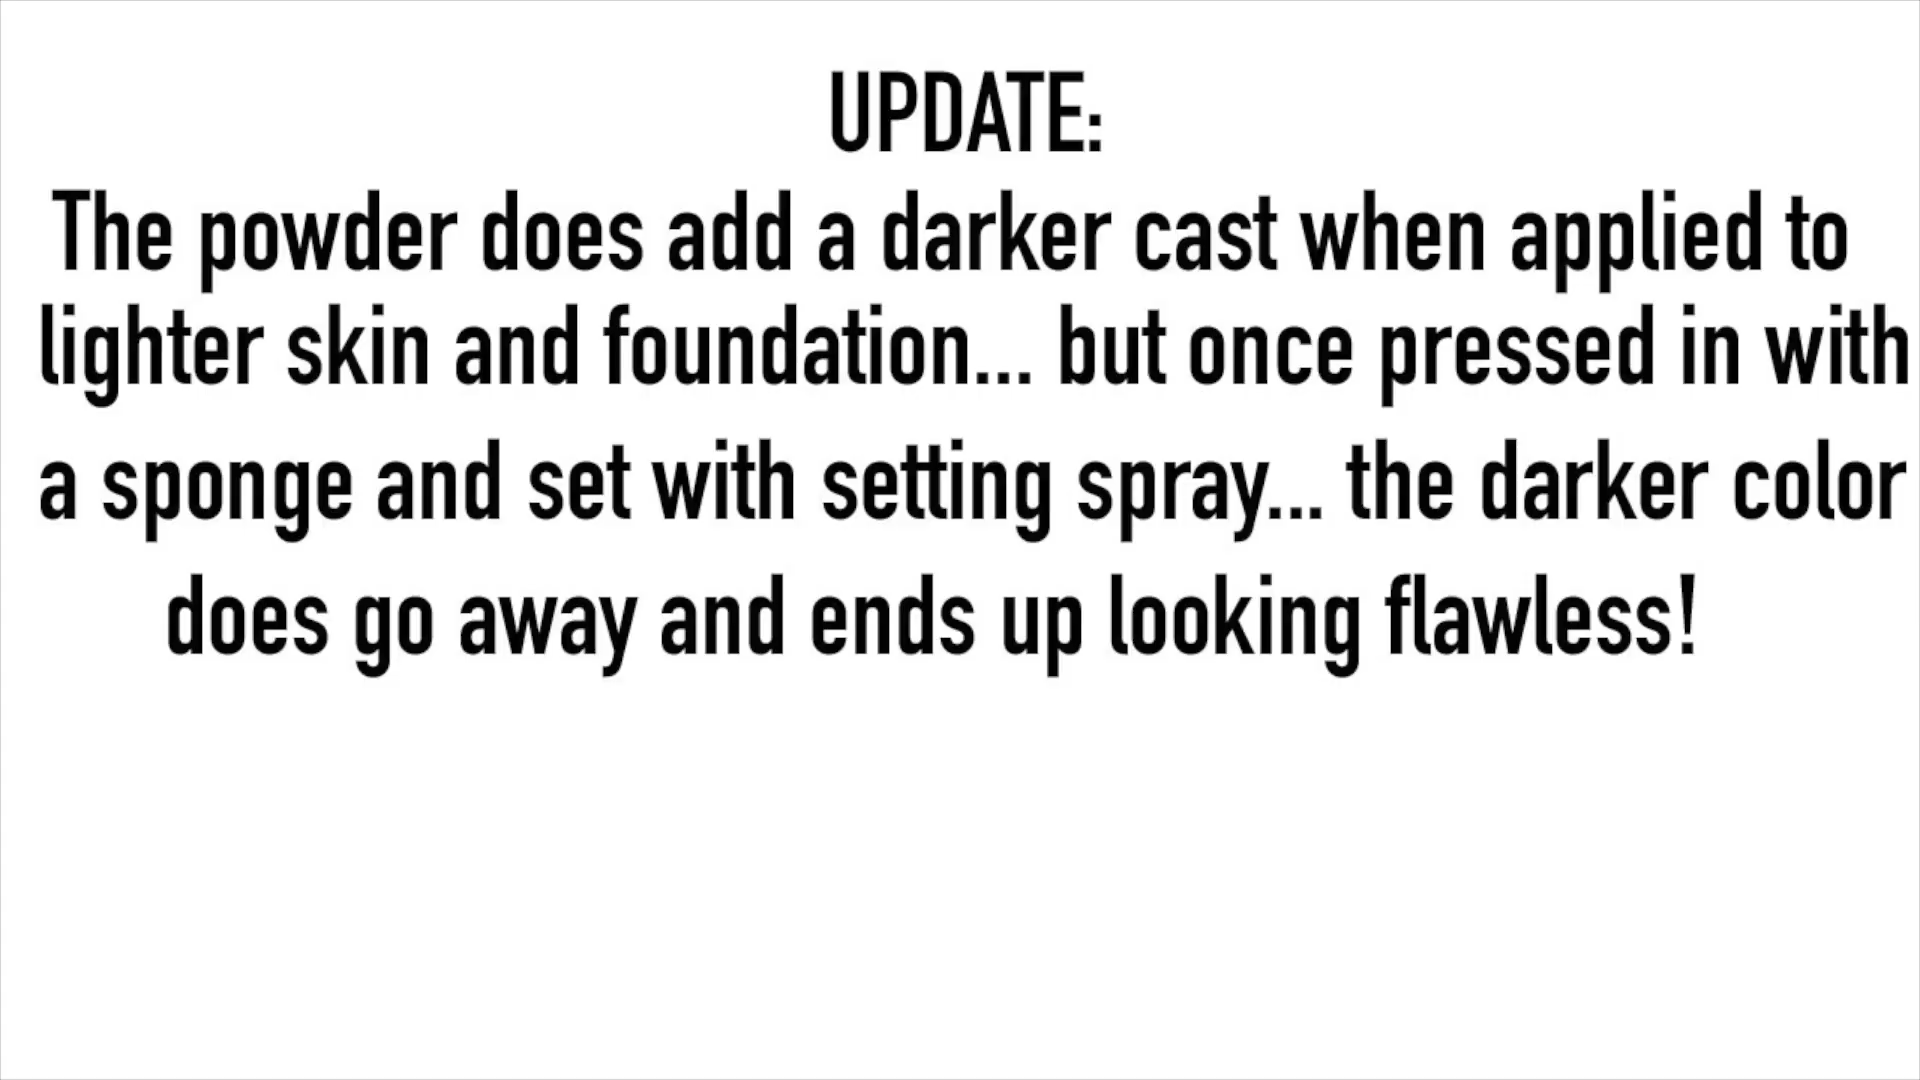 UPDATE:
The powder does add a darker cast when applied to
lighter skin and foundation... but once pressed in with
a sponge and set with setting spray... the darker color
does go away and ends up looking flawless!